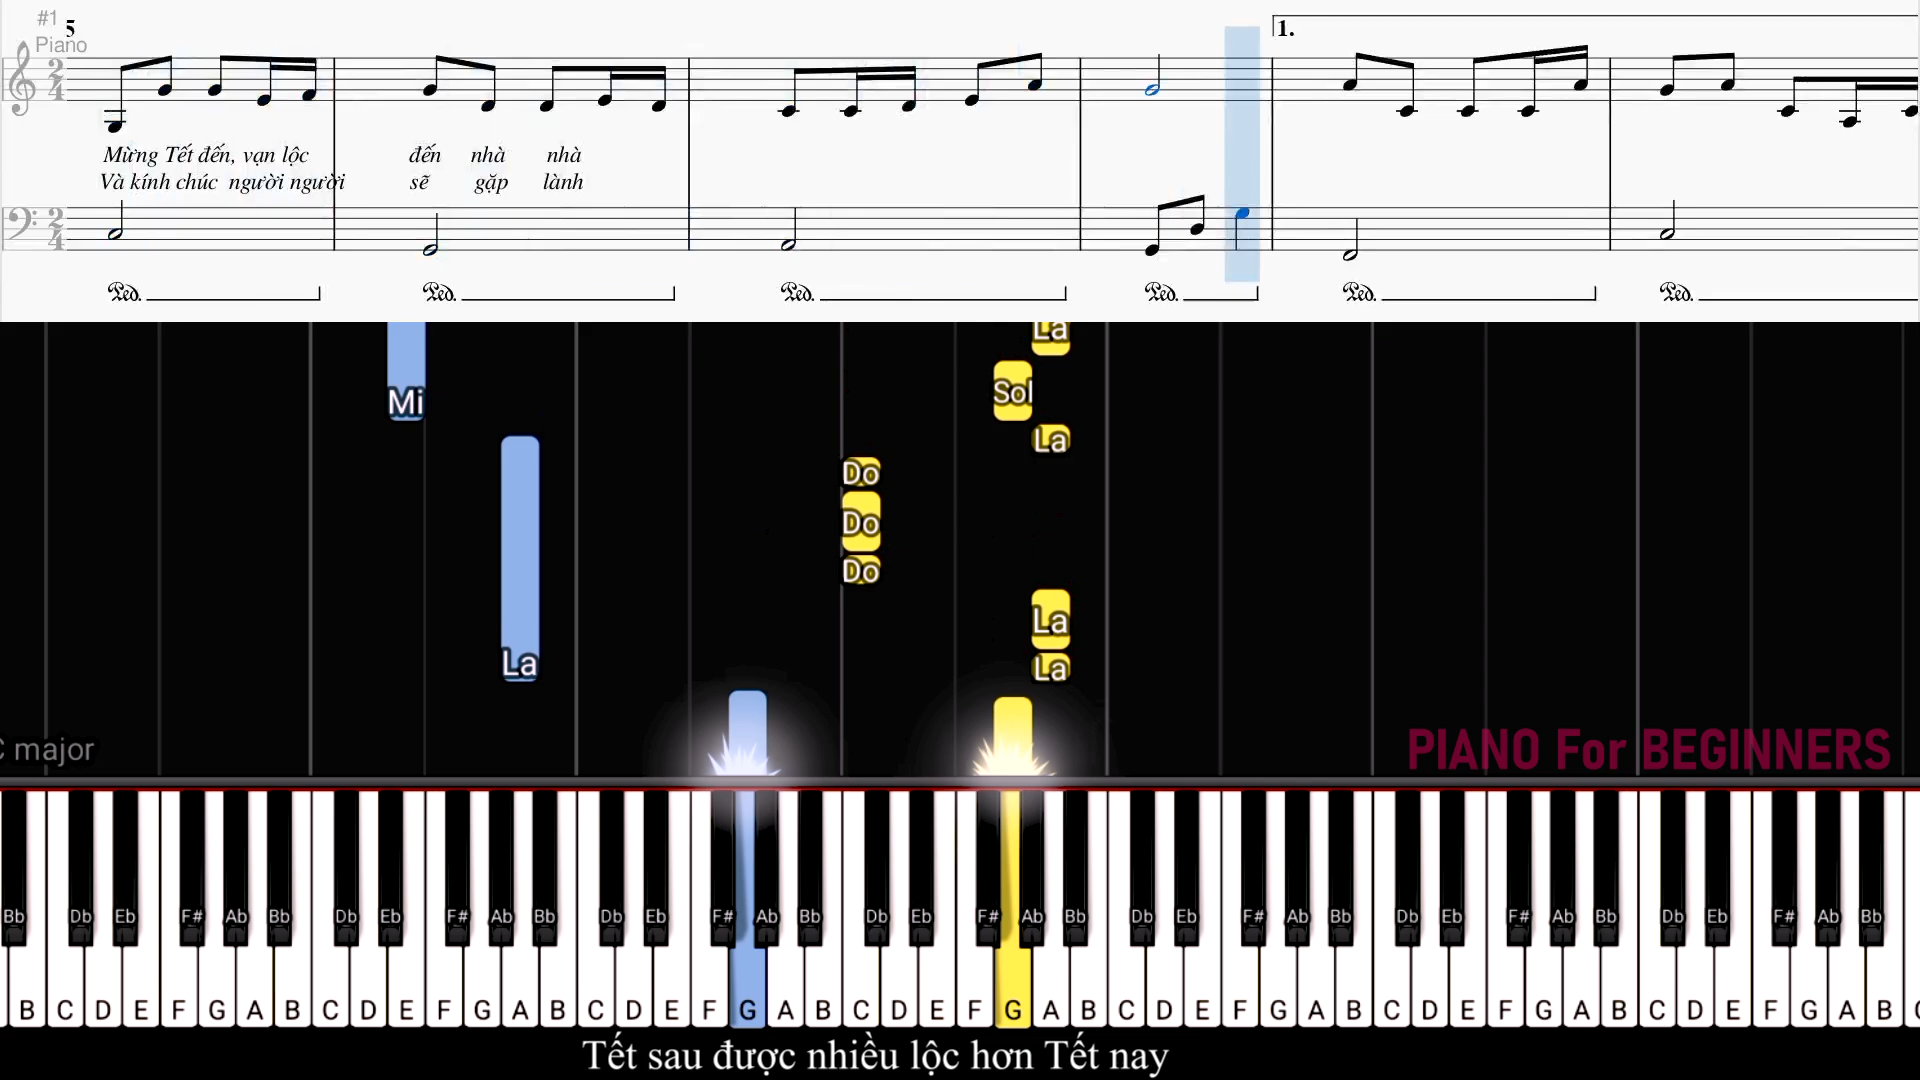 #1
5
Piano
1.
Mừng Tết đến, vạn lộc đến nhà nhà
Và kính chúc người người sẽ gặp lành
Ped. Ped. Ped. Ped. Ped. Ped.
La
Mi
Sol
La
Do
Do
Do
La
La
La
C major
PIANO For BEGINNERS
Bb Db Eb F# Ab Bb Db Eb F# Ab Bb Db Eb F# Ab Bb Db Eb F# Ab Bb Db Eb F# Ab Bb Db Eb F# Ab Bb Db Eb F# Ab Bb
B C D E F G A B C D E F G A B C D E F G A B C D E F G A B C D E F G A B C D E F G A B C D E F G A B
Tết sau được nhiều lộc hơn Tết nay